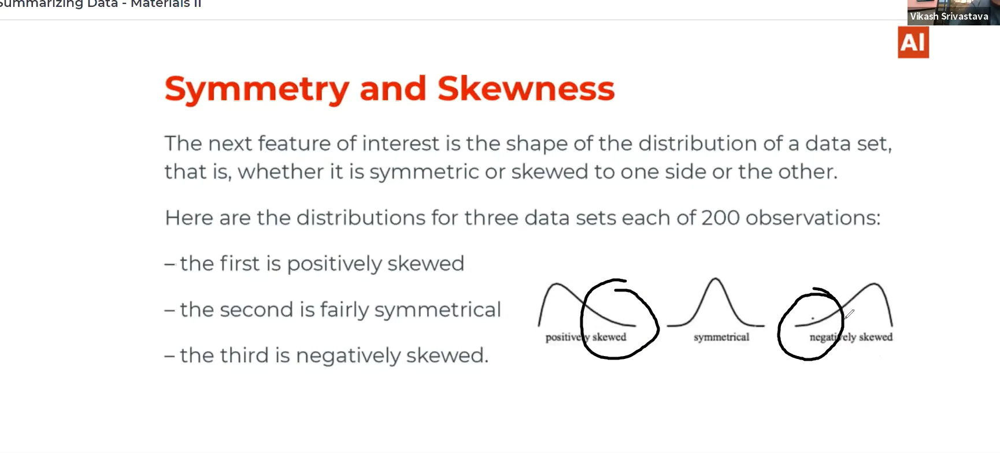 Summarizing Data - Materials II
Vikash Srivastava
AI
Symmetry and Skewness
The next feature of interest is the shape of the distribution of a data set,
that is, whether it is symmetric or skewed to one side or the other.
Here are the distributions for three data sets each of 200 observations:
– the first is positively skewed
– the second is fairly symmetrical
– the third is negatively skewed.
positively skewed
symmetrical
negatively skewed